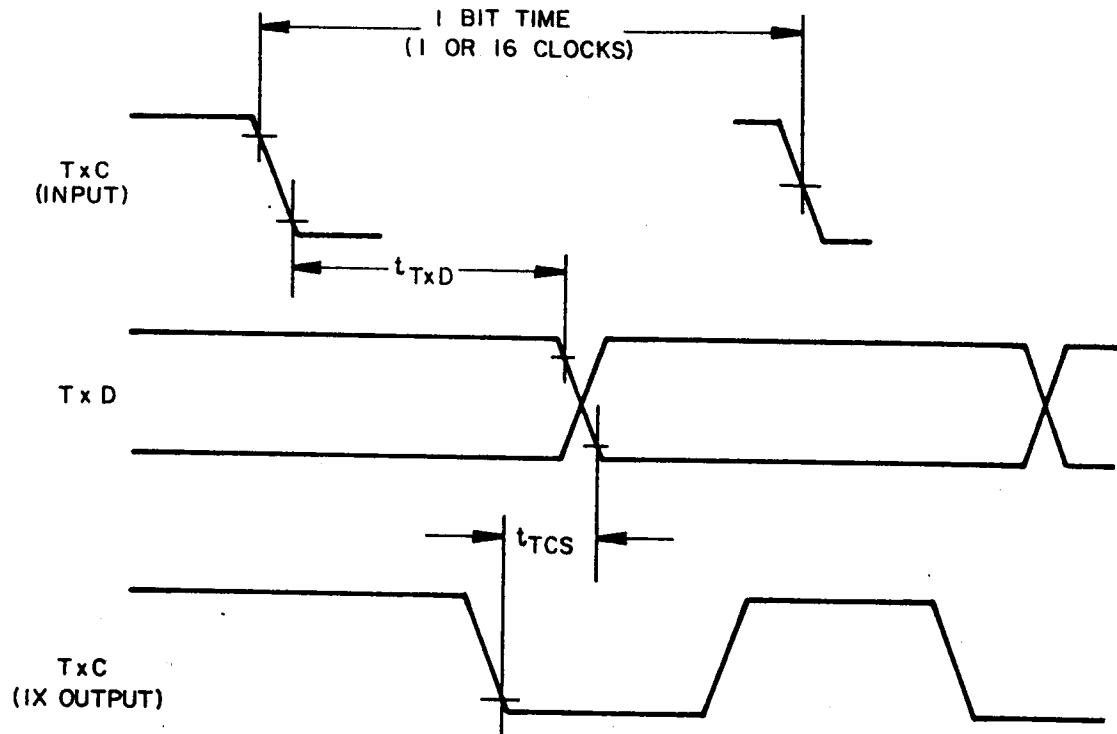 1 BIT TIME
(1 OR 16 CLOCKS)
TxC
(INPUT)
tTxD
TxD
tTCS
TxC
(1X OUTPUT)